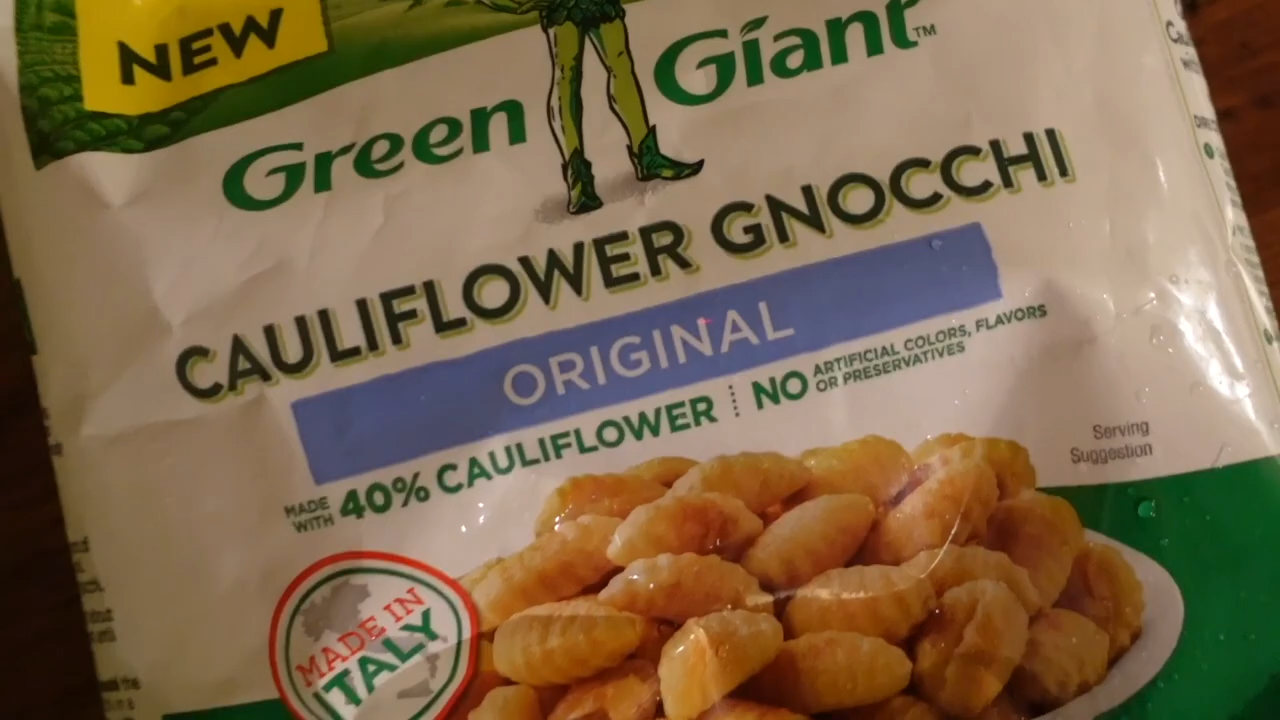 NEW
Green Giant™
CAULIFLOWER GNOCCHI
ORIGINAL
MADE WITH 40% CAULIFLOWER
NO ARTIFICIAL COLORS, FLAVORS
OR PRESERVATIVES
Serving
Suggestion
MADE IN
ITALY